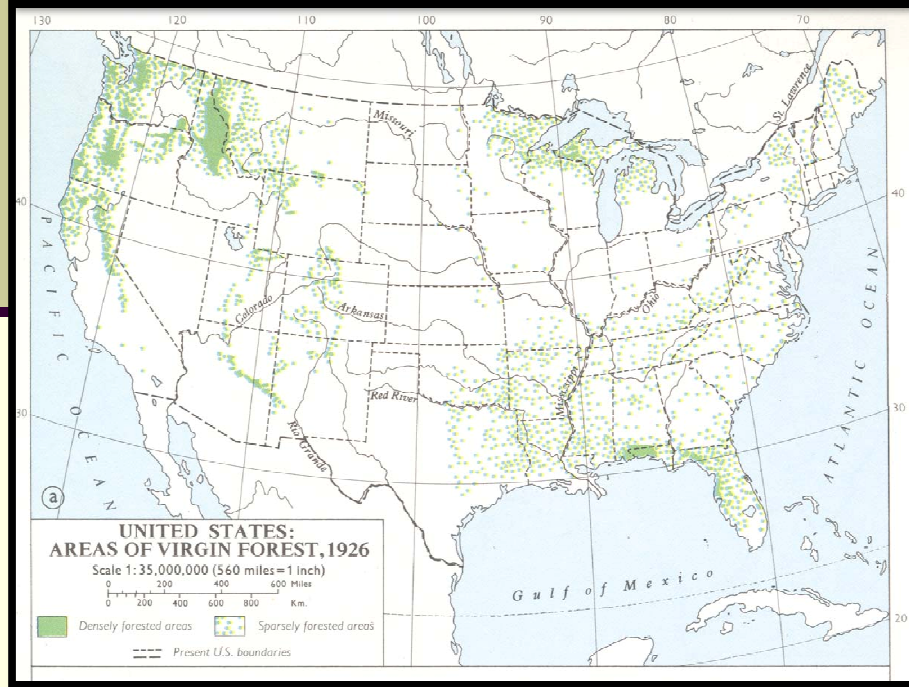 130 120 110 100 90 80 70
St. Lawrence
Missouri
40 40
PACIFIC OCEAN
Colorado
Arkansas
Ohio
Mississippi
Red River
Rio Grande
30 30
ATLANTIC OCEAN
Gulf of Mexico
20
a
UNITED STATES:
AREAS OF VIRGIN FOREST, 1926
Scale 1:35,000,000 (560 miles=1 inch)
0 200 400 600 Miles
0 200 400 600 800 Km.
Densely forested areas Sparsely forested areas
Present U.S. boundaries